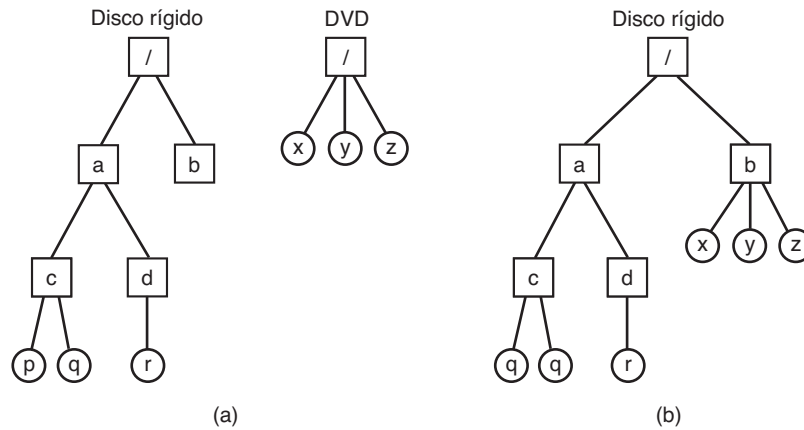 Disco rígido DVD Disco rígido
/ / /
a b x y z a b
x y z
c d c d
p q r q q r
(a) (b)